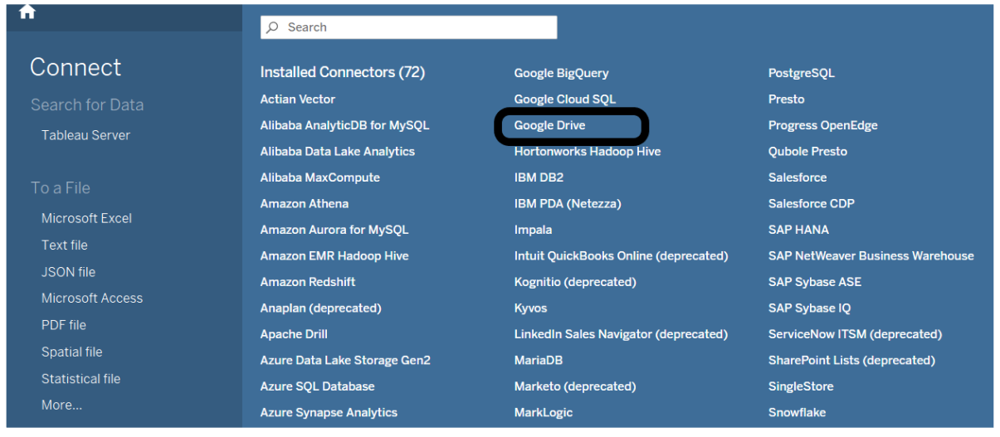 Search
Connect
Search for Data
Tableau Server
To a File
Microsoft Excel
Text file
JSON file
Microsoft Access
PDF file
Spatial file
Statistical file
More...
Installed Connectors (72)
Actian Vector
Alibaba AnalyticDB for MySQL
Alibaba Data Lake Analytics
Alibaba MaxCompute
Amazon Athena
Amazon Aurora for MySQL
Amazon EMR Hadoop Hive
Amazon Redshift
Anaplan (deprecated)
Apache Drill
Azure Data Lake Storage Gen2
Azure SQL Database
Azure Synapse Analytics
Google BigQuery
Google Cloud SQL
Google Drive
Hortonworks Hadoop Hive
IBM DB2
IBM PDA (Netezza)
Impala
Intuit QuickBooks Online (deprecated)
Kognitio (deprecated)
Kyvos
LinkedIn Sales Navigator (deprecated)
MariaDB
Marketo (deprecated)
MarkLogic
PostgreSQL
Presto
Progress OpenEdge
Qubole Presto
Salesforce
Salesforce CDP
SAP HANA
SAP NetWeaver Business Warehouse
SAP Sybase ASE
SAP Sybase IQ
ServiceNow ITSM (deprecated)
SharePoint Lists (deprecated)
SingleStore
Snowflake